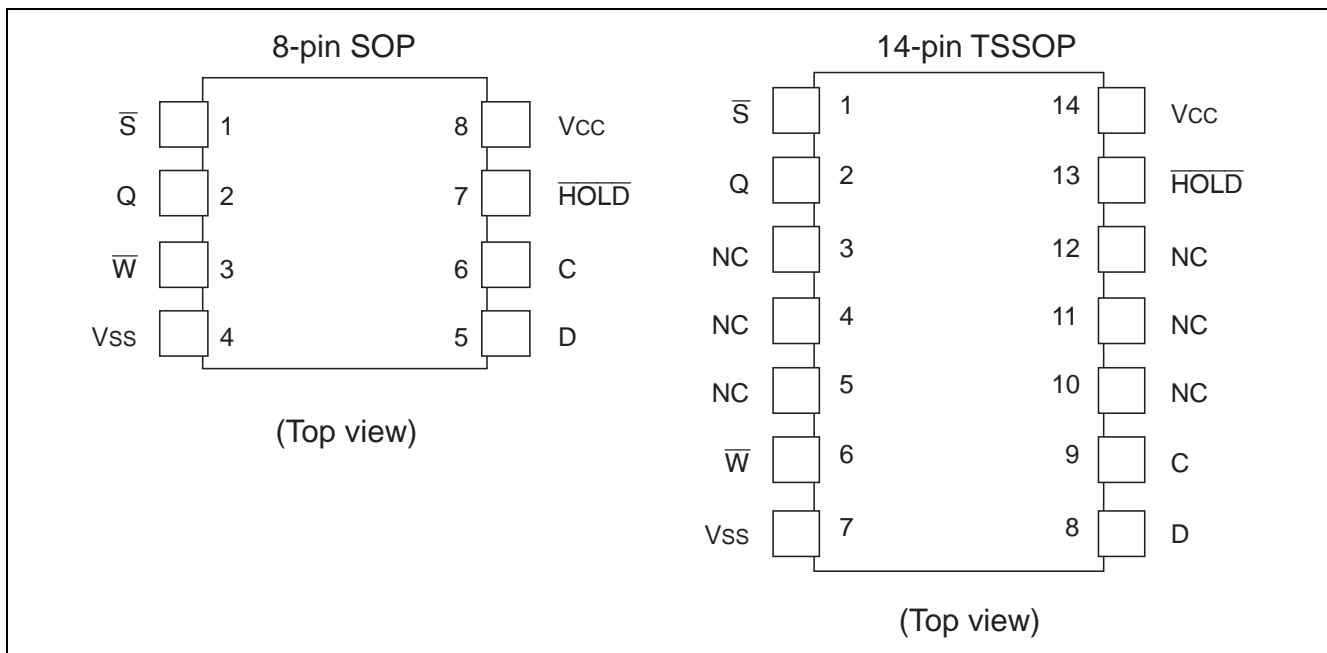 8-pin SOP
S̅ 1 8 VCC
Q 2 7 H̅O̅L̅D̅
W̅ 3 6 C
VSS 4 5 D
(Top view)
14-pin TSSOP
S̅ 1 14 VCC
Q 2 13 H̅O̅L̅D̅
NC 3 12 NC
NC 4 11 NC
NC 5 10 NC
W̅ 6 9 C
VSS 7 8 D
(Top view)